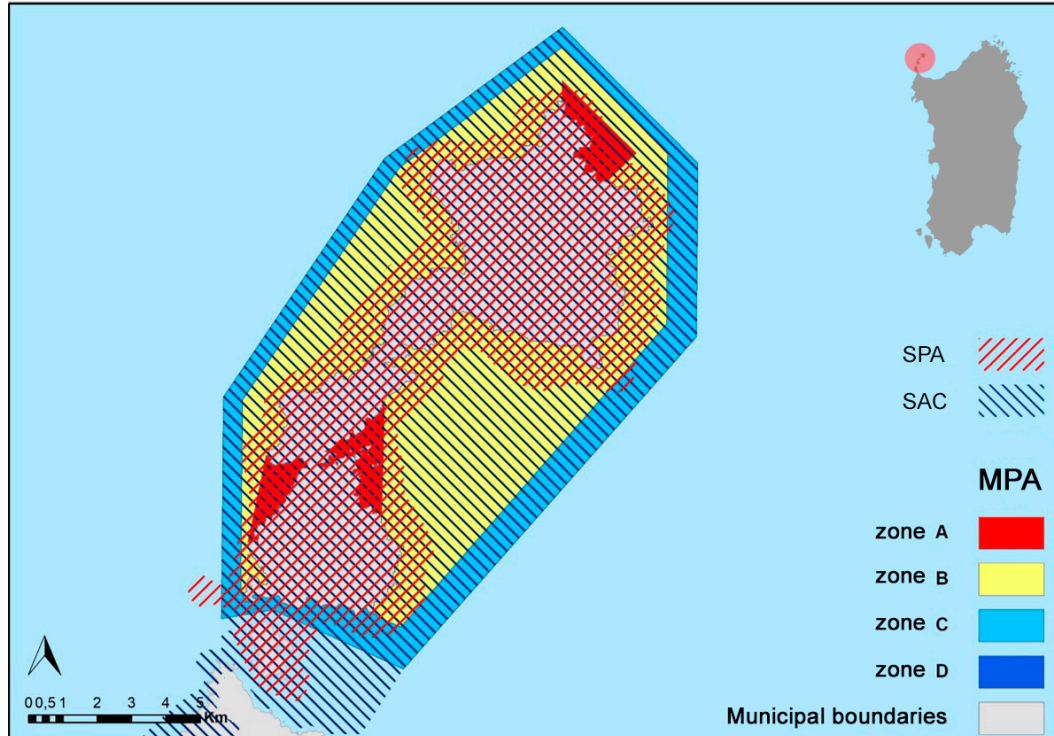 SPA
SAC
MPA
zone A
zone B
zone C
zone D
Municipal boundaries
0 0,5 1 2 3 4 5
Km